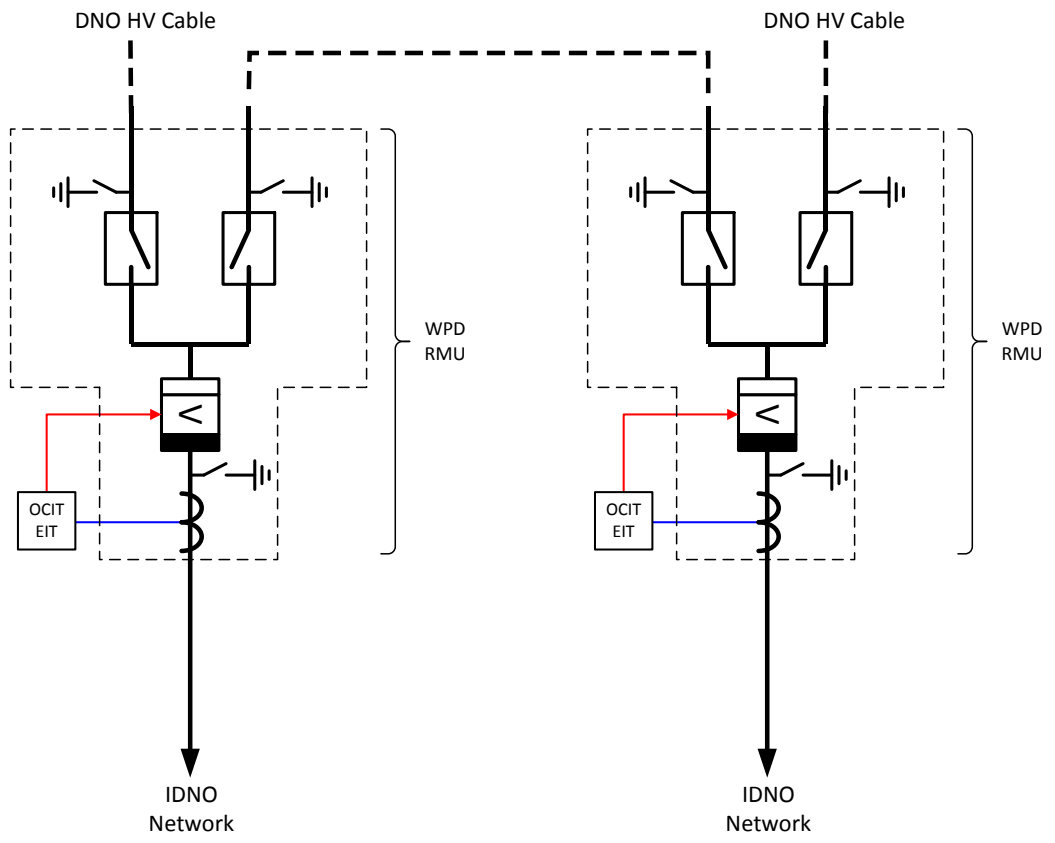 DNO HV Cable
DNO HV Cable
WPD
RMU
WPD
RMU
<
<
OCIT
EIT
OCIT
EIT
IDNO
Network
IDNO
Network